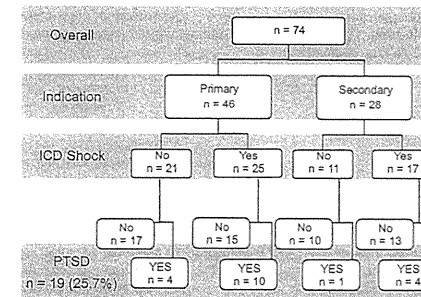 Overall
n = 74
Indication
Primary
n = 46
Secondary
n = 28
ICD Shock
No
n = 21
Yes
n = 25
No
n = 11
Yes
n = 17
No
n = 17
No
n = 15
No
n = 10
No
n = 13
PTSD
n = 19 (25.7%)
YES
n = 4
YES
n = 10
YES
n = 1
YES
n = 4